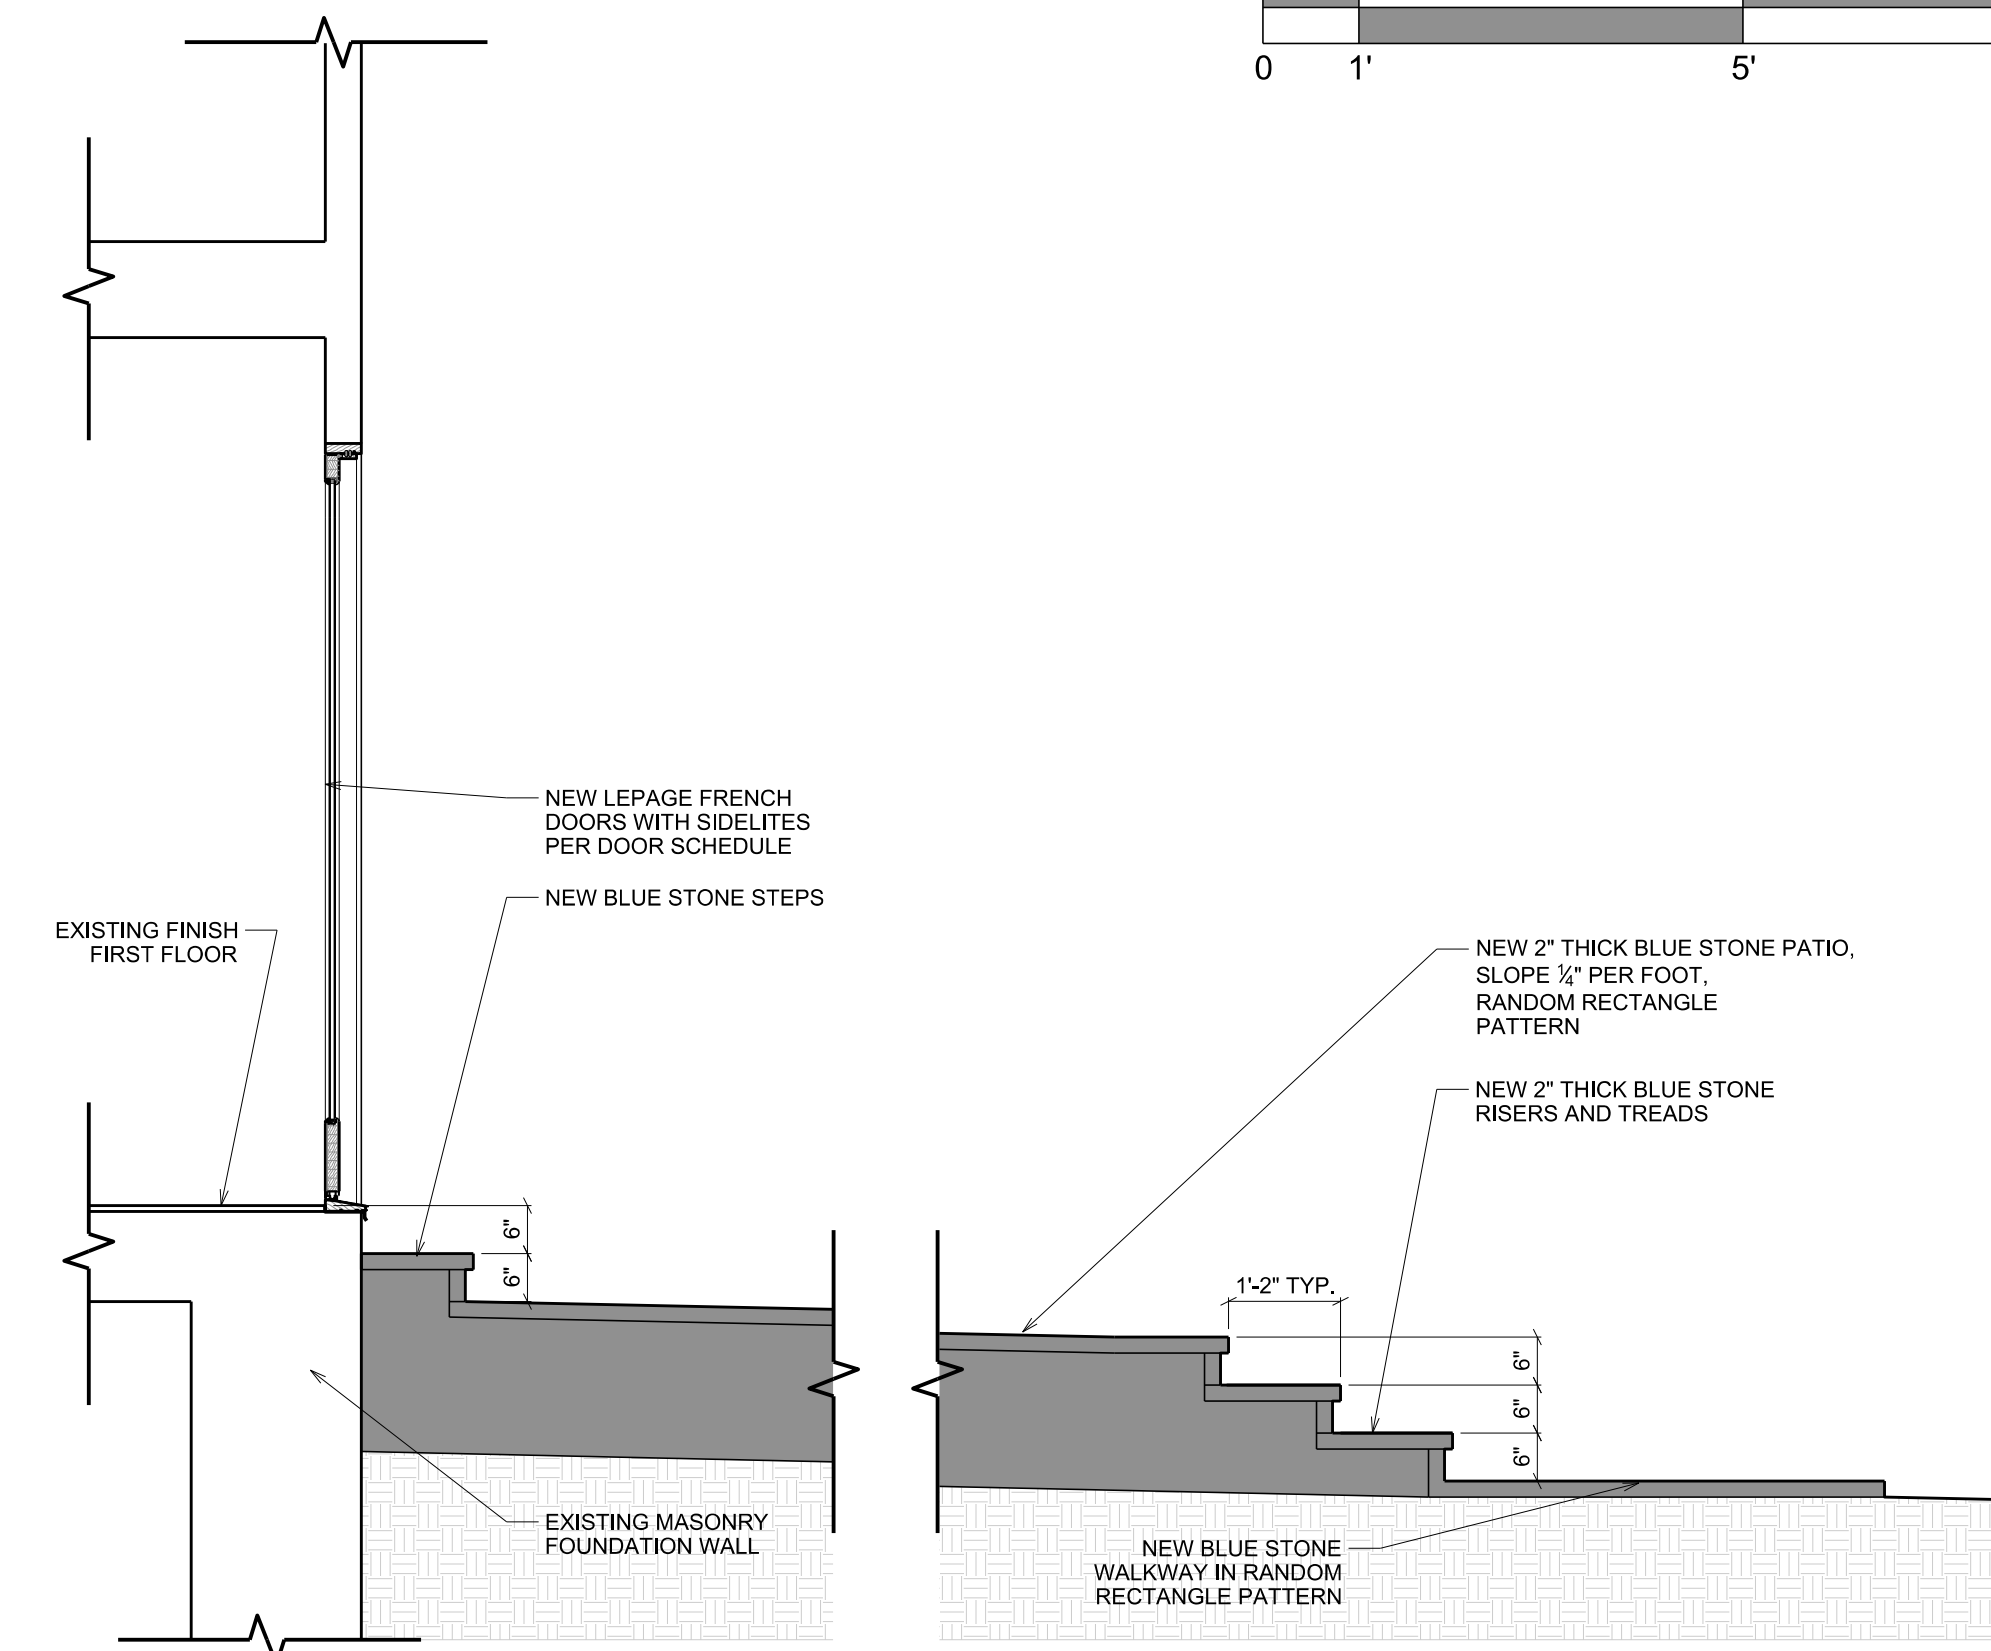 0 1' 5'
NEW LEPAGE FRENCH
DOORS WITH SIDELITES
PER DOOR SCHEDULE
NEW BLUE STONE STEPS
EXISTING FINISH
FIRST FLOOR
NEW 2" THICK BLUE STONE PATIO,
SLOPE ¼" PER FOOT,
RANDOM RECTANGLE
PATTERN
NEW 2" THICK BLUE STONE
RISERS AND TREADS
6"
6"
1'-2" TYP.
6"
6"
6"
EXISTING MASONRY
FOUNDATION WALL
NEW BLUE STONE
WALKWAY IN RANDOM
RECTANGLE PATTERN